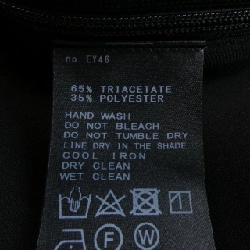 no. EY46
65% TRIACETATE
35% POLYESTER
HAND WASH
DO NOT BLEACH
DO NOT TUMBLE DRY
LINE DRY IN THE SHADE
COOL IRON
DRY CLEAN
WET CLEAN
F W